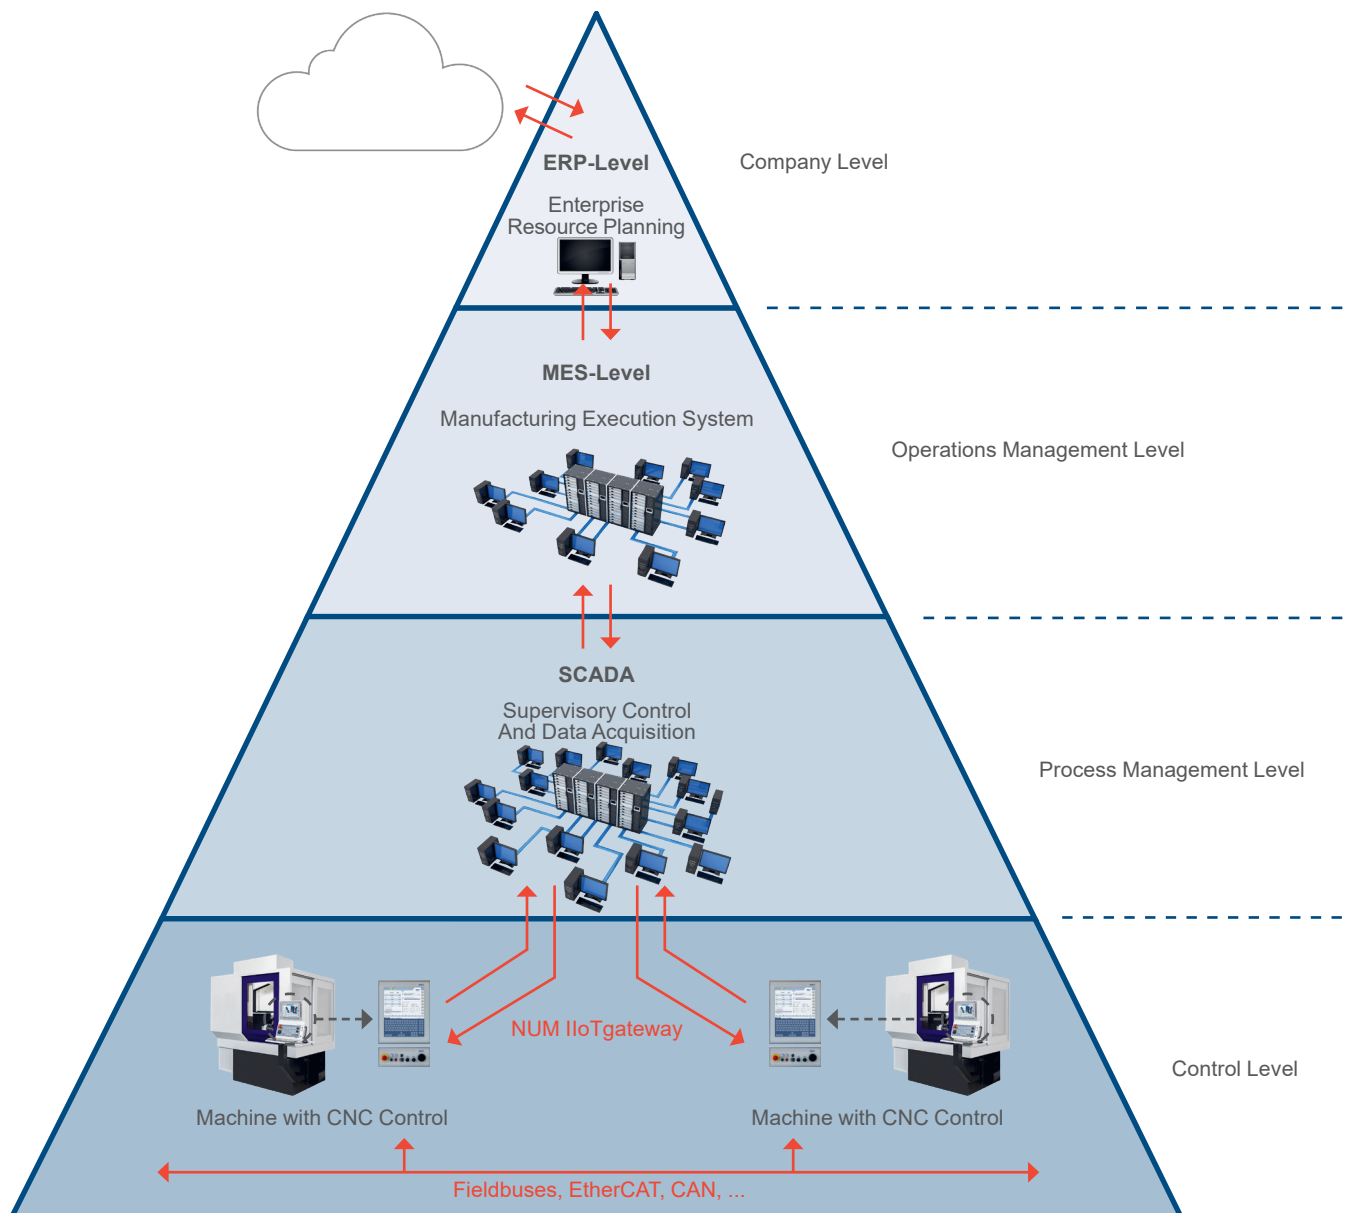 ERP-Level
Company Level
Enterprise
Resource Planning
MES-Level
Manufacturing Execution System
Operations Management Level
SCADA
Supervisory Control
And Data Acquisition
Process Management Level
NUM IIoTgateway
Control Level
Machine with CNC Control
Machine with CNC Control
Fieldbuses, EtherCAT, CAN, ...